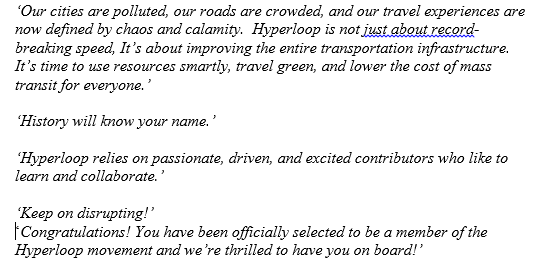 ‘Our cities are polluted, our roads are crowded, and our travel experiences are
now defined by chaos and calamity.  Hyperloop is not just about record-
breaking speed, It’s about improving the entire transportation infrastructure.
It’s time to use resources smartly, travel green, and lower the cost of mass
transit for everyone.’
‘History will know your name.’
‘Hyperloop relies on passionate, driven, and excited contributors who like to
learn and collaborate.’
‘Keep on disrupting!’
‘Congratulations! You have been officially selected to be a member of the
Hyperloop movement and we’re thrilled to have you on board!’